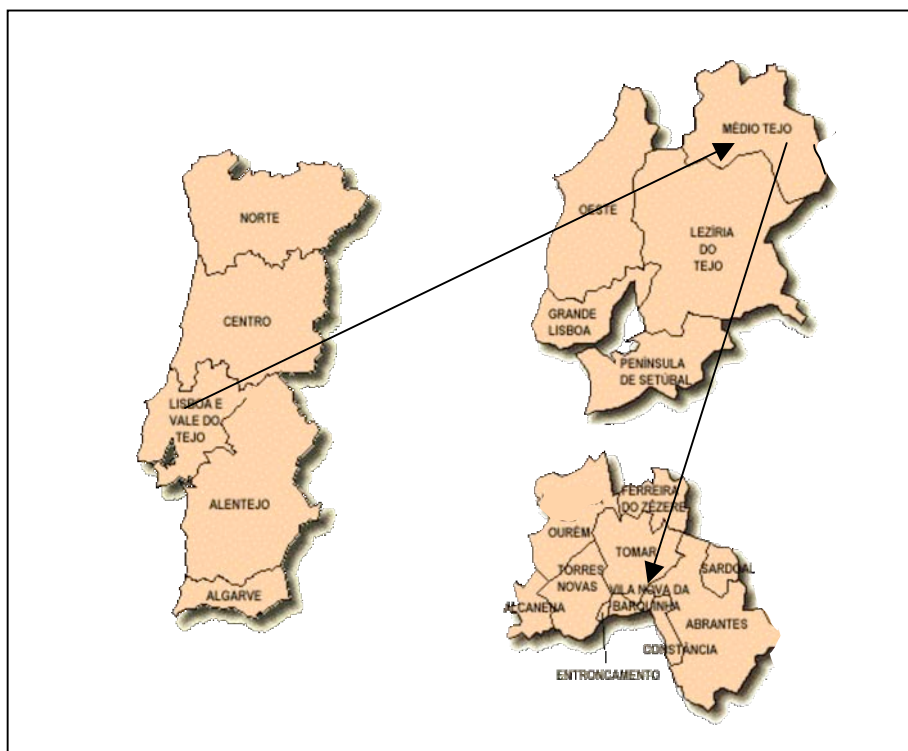 NORTE
CENTRO
LISBOA E
VALE DO
TEJO
ALENTEJO
ALGARVE
MÉDIO TEJO
OESTE
LEZÍRIA
DO
TEJO
GRANDE
LISBOA
PENÍNSULA
DE SETÚBAL
FERREIRA
DO ZÊZERE
OURÉM
TOMAR
SARDOAL
TORRES
NOVAS
VILA NOVA DA
BARQUINHA
ALCANENA
ABRANTES
CONSTÂNCIA
ENTRONCAMENTO